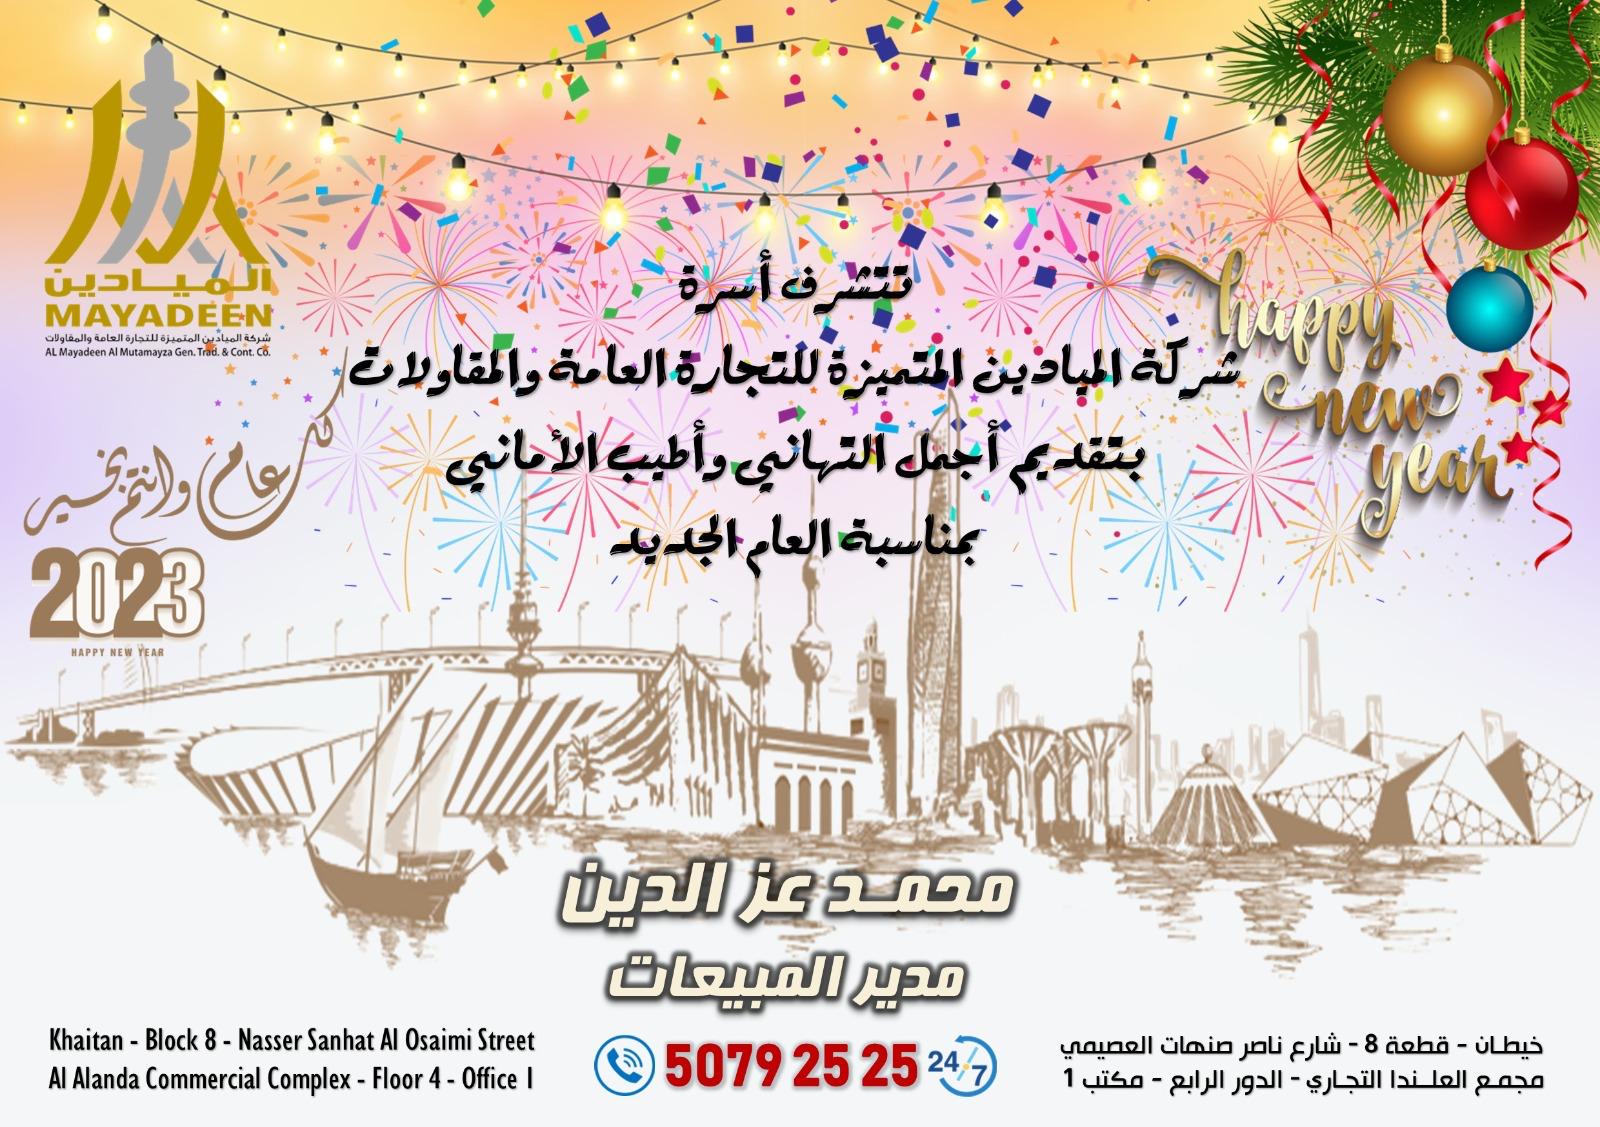 الميادين
MAYADEEN
شركة الميادين المتميزة للتجارة العامة والمقاولات
AL Mayadeen Al Mutamayza Gen. Trad. & Cont. Co.
تتشرف أسرة
شركة الميادين المتميزة للتجارة العامة والمقاولات
بتقديم أجمل التهاني وأطيب الأماني
بمناسبة العام الجديد
happy
new
year
كل عام وانتم بخير
2023
HAPPY NEW YEAR
محمد عز الدين
مدير المبيعات
5079 25 25
24/7
Khaitan - Block 8 - Nasser Sanhat Al Osaimi Street
Al Alanda Commercial Complex - Floor 4 - Office 1
خيطان - قطعة 8 - شارع ناصر صنهات العصيمي
مجمع العلندا التجاري - الدور الرابع - مكتب 1